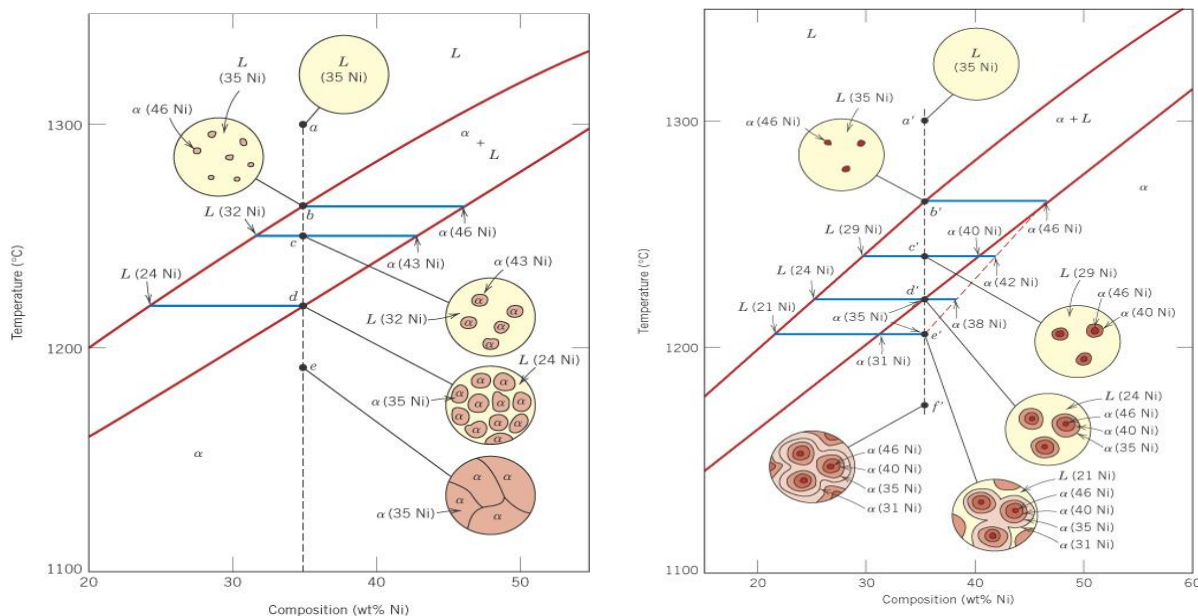 L
L
(35 Ni)
L
(35 Ni)
α (46 Ni)
1300
a
α
+
L
b
L (32 Ni)
α (46 Ni)
c
Temperature (°C)
L (24 Ni)
α (43 Ni)
α (43 Ni)
d
L (32 Ni)
1200
e
L (24 Ni)
α α α
α (35 Ni)
α
α α
α (35 Ni) α α
1100
20
30
40
50
Composition (wt% Ni)
L
L
(35 Ni)
L (35 Ni)
α (46 Ni)
1300
a'
α + L
α
b'
L (29 Ni)
α (40 Ni)
α (46 Ni)
c'
Temperature (°C)
L (24 Ni)
α (42 Ni)
L (29 Ni)
d'
L (21 Ni)
α (46 Ni)
α (35 Ni)
α (38 Ni)
α (40 Ni)
e'
1200
α (31 Ni)
f'
L (24 Ni)
α (46 Ni)
α (40 Ni)
α (35 Ni)
α (46 Ni)
α (40 Ni)
α (35 Ni)
α (31 Ni)
L (21 Ni)
α (46 Ni)
α (40 Ni)
α (35 Ni)
α (31 Ni)
1100
20
30
40
50
60
Composition (wt% Ni)